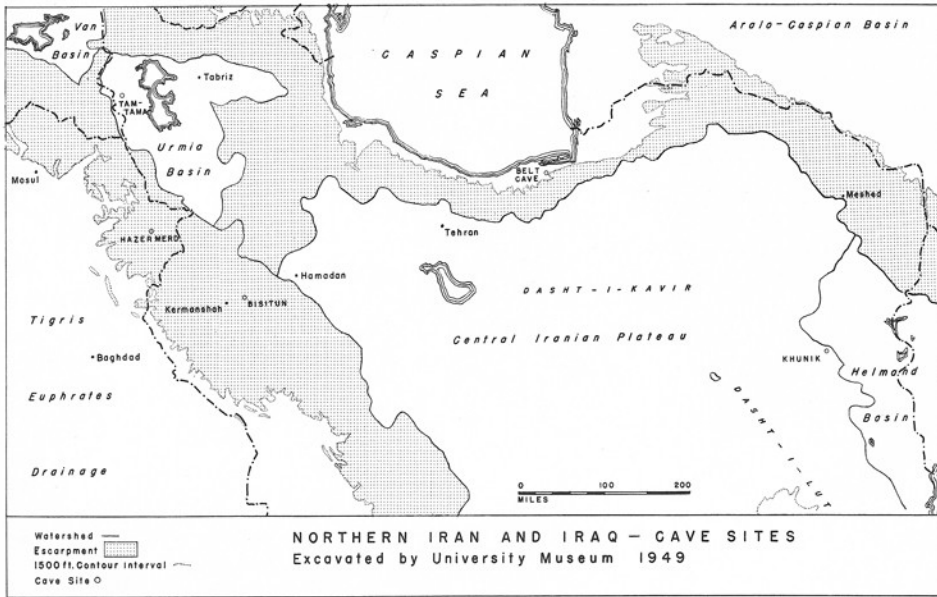 Van
Basin
Tabriz
TAM-
TAMA
Urmia
Basin
CASPIAN
SEA
Aralo-Caspian Basin
Mosul
BELT
CAVE
Meshed
HAZER MERD
Tehran
Hamadan
DASHT-I-KAVIR
Kermanshah
BISITUN
Tigris
Central Iranian Plateau
Baghdad
KHUNIK
Helmand
Euphrates
Basin
DASHT-I-LUT
Drainage
0 100 200
MILES
Watershed
Escarpment
1500 ft. Contour Interval
Cave Site
NORTHERN IRAN AND IRAQ – CAVE SITES
Excavated by University Museum 1949